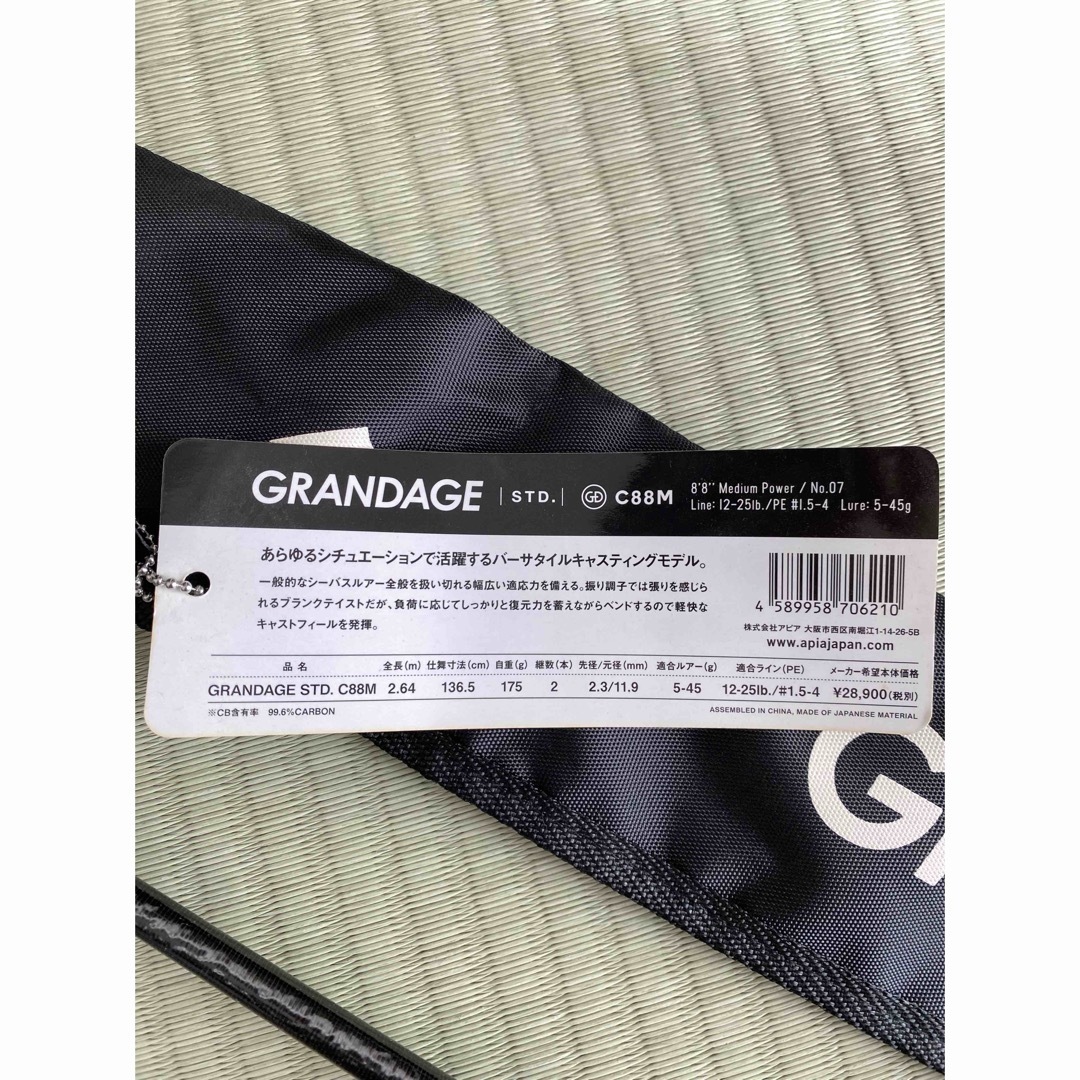 GRANDAGE | STD. | GD C88M
8'8'' Medium Power / No.07
Line: 12-25lb./PE #1.5-4 Lure: 5-45g
あらゆるシチュエーションで活躍するバーサタイルキャスティングモデル。
一般的なシーバスルアー全般を扱い切れる幅広い適応力を備える。振り調子では張りを感じら
れるブランクテイストだが、負荷に応じてしっかりと復元力を蓄えながらベンドするので軽快な
キャストフィールを発揮。
4 589958 706210
株式会社アピア 大阪市西区南堀江1-14-26-5B
www.apiajapan.com
品名 全長(m) 仕舞寸法(cm) 自重(g) 継数(本) 先径/元径(mm) 適合ルアー(g) 適合ライン(PE) メーカー希望本体価格
GRANDAGE STD. C88M 2.64 136.5 175 2 2.3/11.9 5-45 12-25lb./#1.5-4 ¥28,900(税別)
※CB含有率 99.6%CARBON
ASSEMBLED IN CHINA, MADE OF JAPANESE MATERIAL